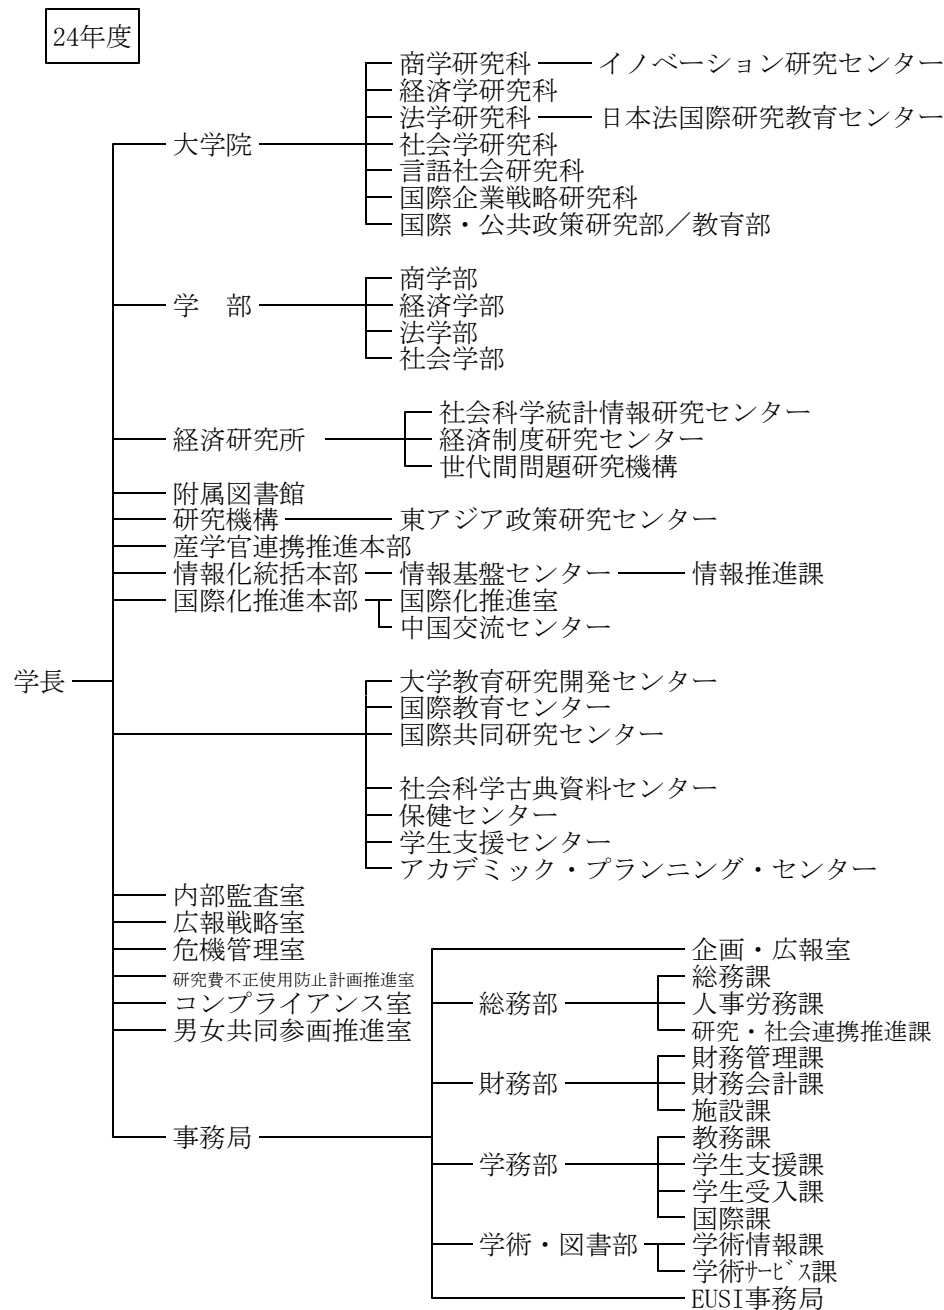 24年度
商学研究科 イノベーション研究センター
経済学研究科
法学研究科 日本法国際研究教育センター
大学院 社会学研究科
言語社会研究科
国際企業戦略研究科
国際・公共政策研究部／教育部
商学部
学　部 経済学部
法学部
社会学部
社会科学統計情報研究センター
経済研究所 経済制度研究センター
世代間問題研究機構
附属図書館
研究機構 東アジア政策研究センター
産学官連携推進本部
情報化統括本部 情報基盤センター 情報推進課
国際化推進本部 国際化推進室
中国交流センター
学長 大学教育研究開発センター
国際教育センター
国際共同研究センター
社会科学古典資料センター
保健センター
学生支援センター
アカデミック・プランニング・センター
内部監査室
広報戦略室
危機管理室 企画・広報室
研究費不正使用防止計画推進室 総務課
コンプライアンス室 総務部 人事労務課
男女共同参画推進室 研究・社会連携推進課
財務管理課
財務部 財務会計課
施設課
事務局 教務課
学務部 学生支援課
学生受入課
国際課
学術・図書部 学術情報課
学術ｻｰﾋﾞｽ課
EUSI事務局